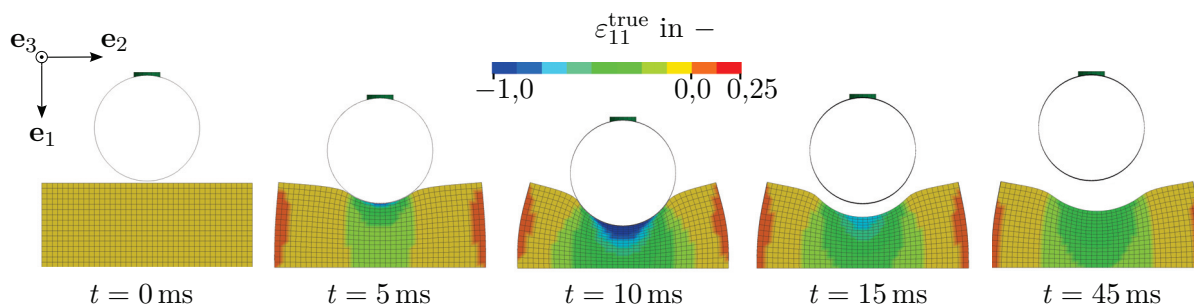 ε₁₁ᵗʳᵘᵉ in −
e₃ e₂
e₁
−1,0 0,0 0,25
t = 0 ms t = 5 ms t = 10 ms t = 15 ms t = 45 ms